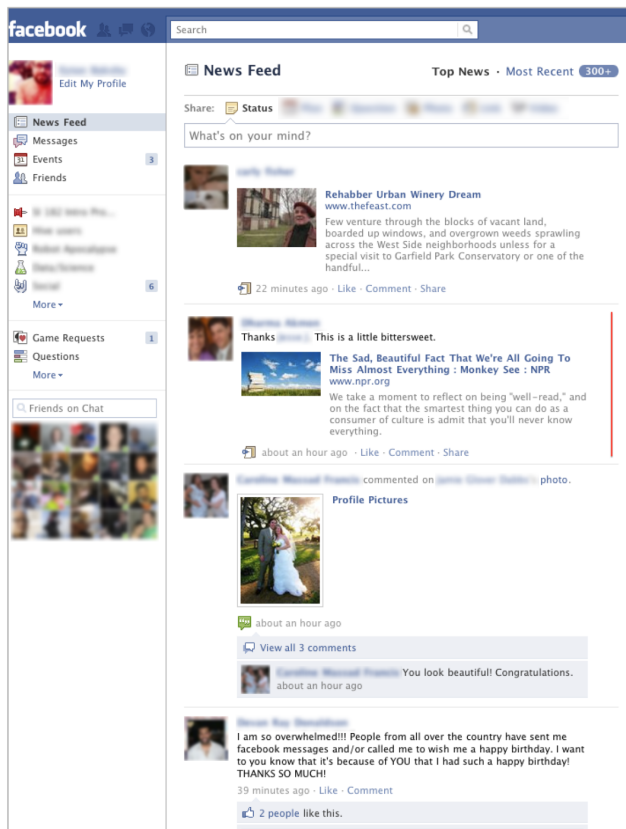 facebook
Search
Edit My Profile
News Feed
Messages
Events 3
Friends
6
More
Game Requests 1
Questions
More
Friends on Chat
News Feed
Top News · Most Recent 300+
Share: Status
What's on your mind?
Rehabber Urban Winery Dream
www.thefeast.com
Few venture through the blocks of vacant land,
boarded up windows, and overgrown weeds sprawling
across the West Side neighborhoods unless for a
special visit to Garfield Park Conservatory or one of the
handful...
22 minutes ago · Like · Comment · Share
Thanks This is a little bittersweet.
The Sad, Beautiful Fact That We're All Going To
Miss Almost Everything : Monkey See : NPR
www.npr.org
We take a moment to reflect on being "well-read," and
on the fact that the smartest thing you can do as a
consumer of culture is admit that you'll never know
everything.
about an hour ago · Like · Comment · Share
commented on photo.
Profile Pictures
about an hour ago
View all 3 comments
You look beautiful! Congratulations.
about an hour ago
I am so overwhelmed!!! People from all over the country have sent me
facebook messages and/or called me to wish me a happy birthday. I want
to you know that it's because of YOU that I had such a happy birthday!
THANKS SO MUCH!
39 minutes ago · Like · Comment
2 people like this.